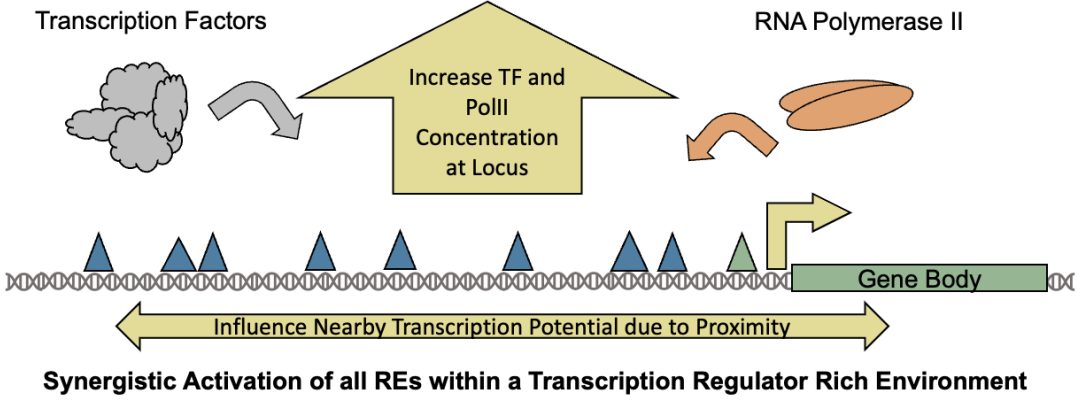 Transcription Factors
RNA Polymerase II
Increase TF and
PolII
Concentration
at Locus
Gene Body
Influence Nearby Transcription Potential due to Proximity
Synergistic Activation of all REs within a Transcription Regulator Rich Environment